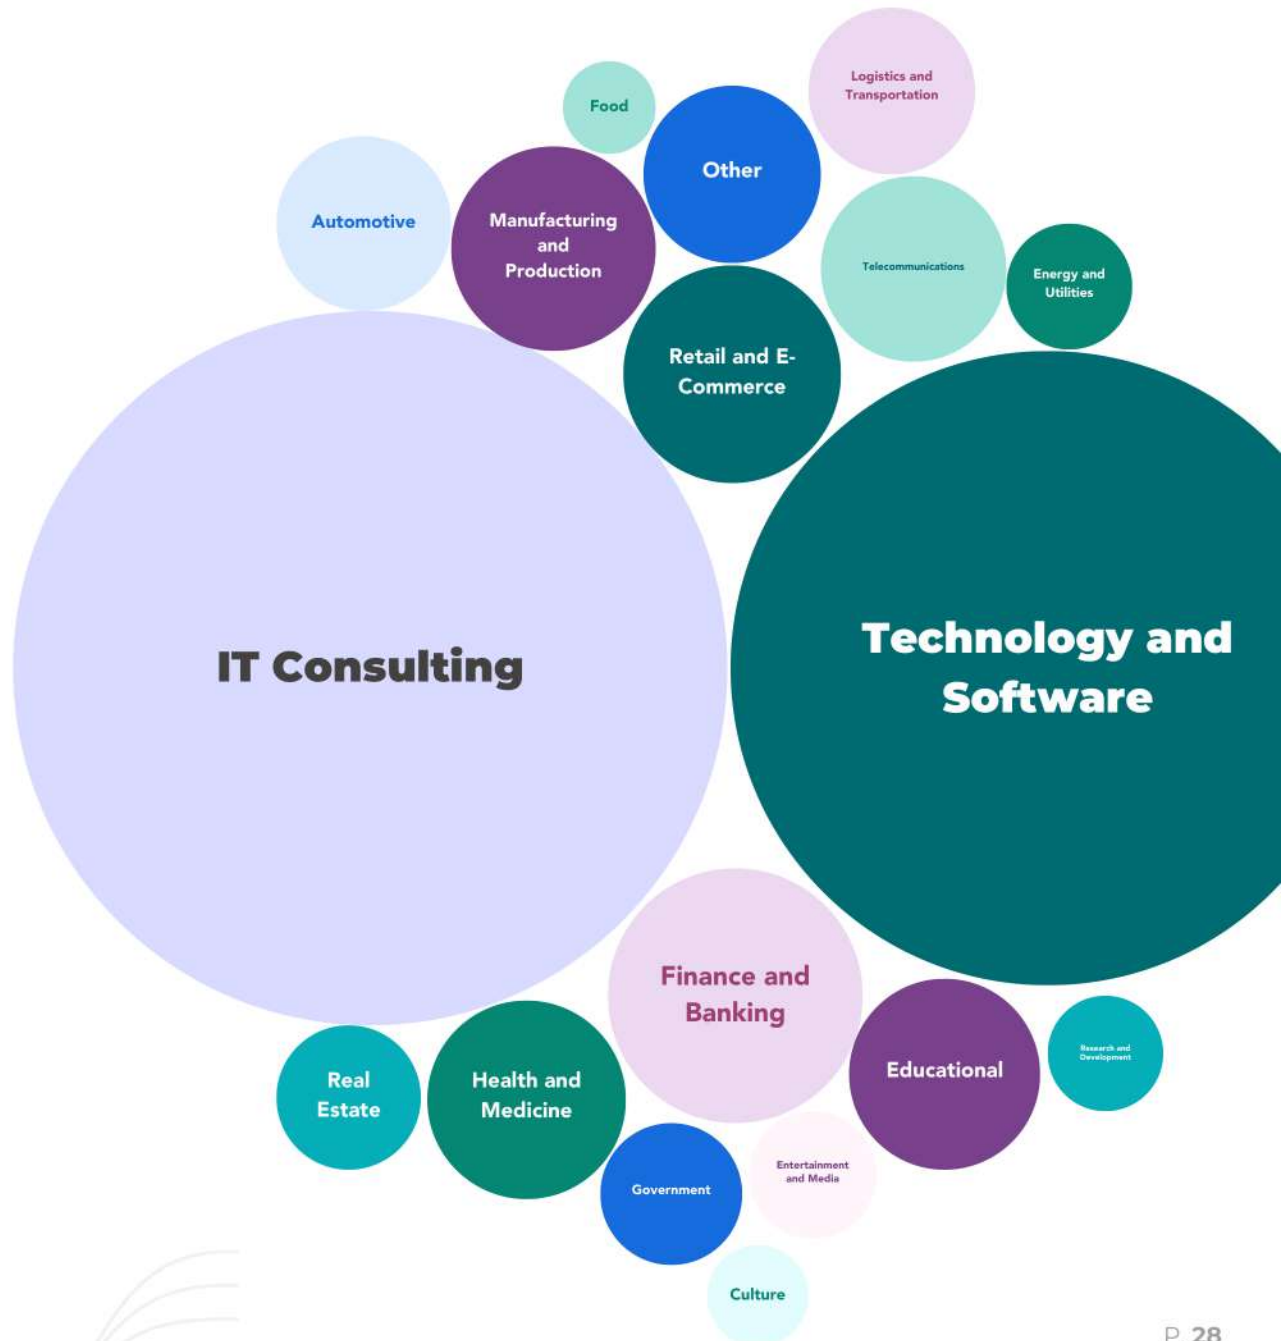 Logistics and
Transportation
Food
Other
Automotive
Manufacturing
and
Production
Telecommunications
Energy and
Utilities
Retail and E-
Commerce
IT Consulting
Technology and
Software
Finance and
Banking
Educational
Research and
Development
Real
Estate
Health and
Medicine
Government
Entertainment
and Media
Culture
P. 28